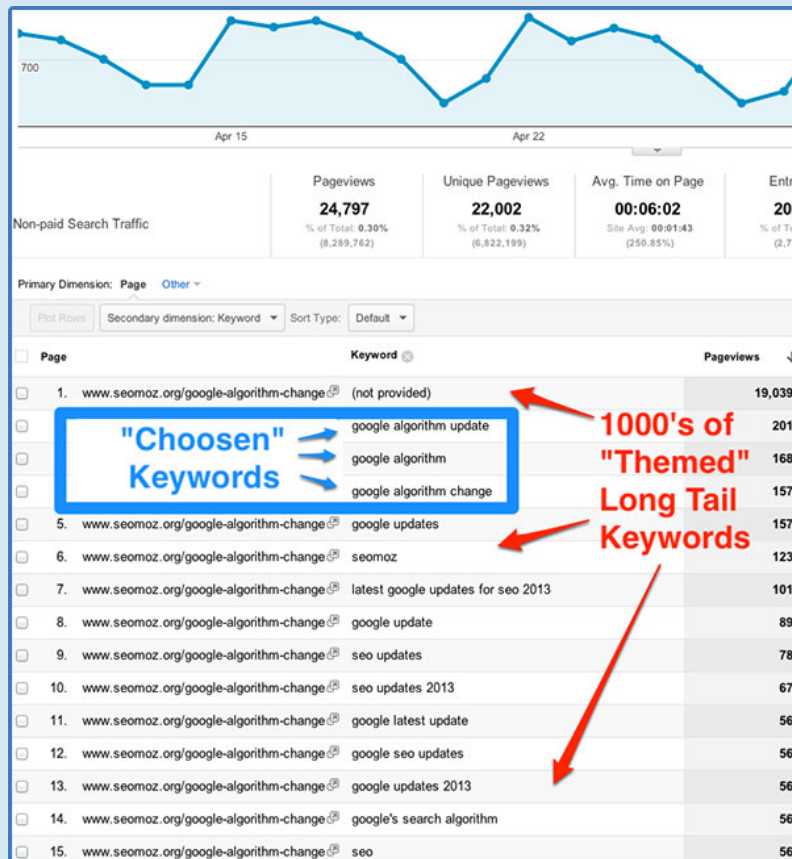 700
Apr 15 Apr 22
Pageviews Unique Pageviews Avg. Time on Page Entr
Non-paid Search Traffic
24,797 22,002 00:06:02 20
% of Total: 0.30% % of Total: 0.32% Site Avg: 00:01:43 % of To
(8,289,762) (6,822,199) (250.85%) (2,7
Primary Dimension: Page Other
Plot Rows Secondary dimension: Keyword Sort Type: Default
Page Keyword Pageviews
1. www.seomoz.org/google-algorithm-change (not provided) 19,039
"Choosen"
Keywords
google algorithm update 201
google algorithm 168
google algorithm change 157
1000's of
"Themed"
Long Tail
Keywords
5. www.seomoz.org/google-algorithm-change google updates 157
6. www.seomoz.org/google-algorithm-change seomoz 123
7. www.seomoz.org/google-algorithm-change latest google updates for seo 2013 101
8. www.seomoz.org/google-algorithm-change google update 89
9. www.seomoz.org/google-algorithm-change seo updates 78
10. www.seomoz.org/google-algorithm-change seo updates 2013 67
11. www.seomoz.org/google-algorithm-change google latest update 56
12. www.seomoz.org/google-algorithm-change google seo updates 56
13. www.seomoz.org/google-algorithm-change google updates 2013 56
14. www.seomoz.org/google-algorithm-change google's search algorithm 56
15. www.seomoz.org/google-algorithm-change seo 56